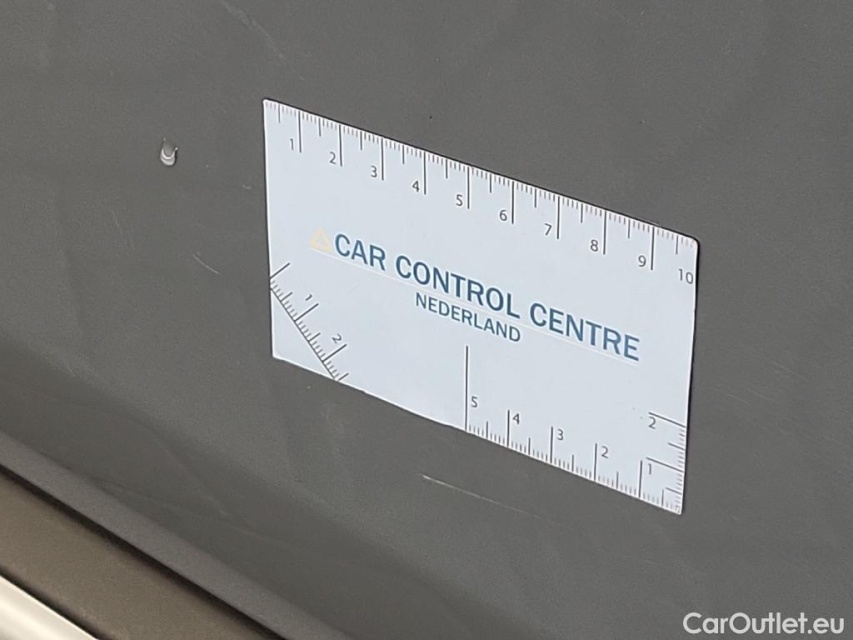 1 2 3 4 5 6 7 8 9 10
CAR CONTROL CENTRE
NEDERLAND
1
2
5 4 3 2 1
2
CarOutlet.eu